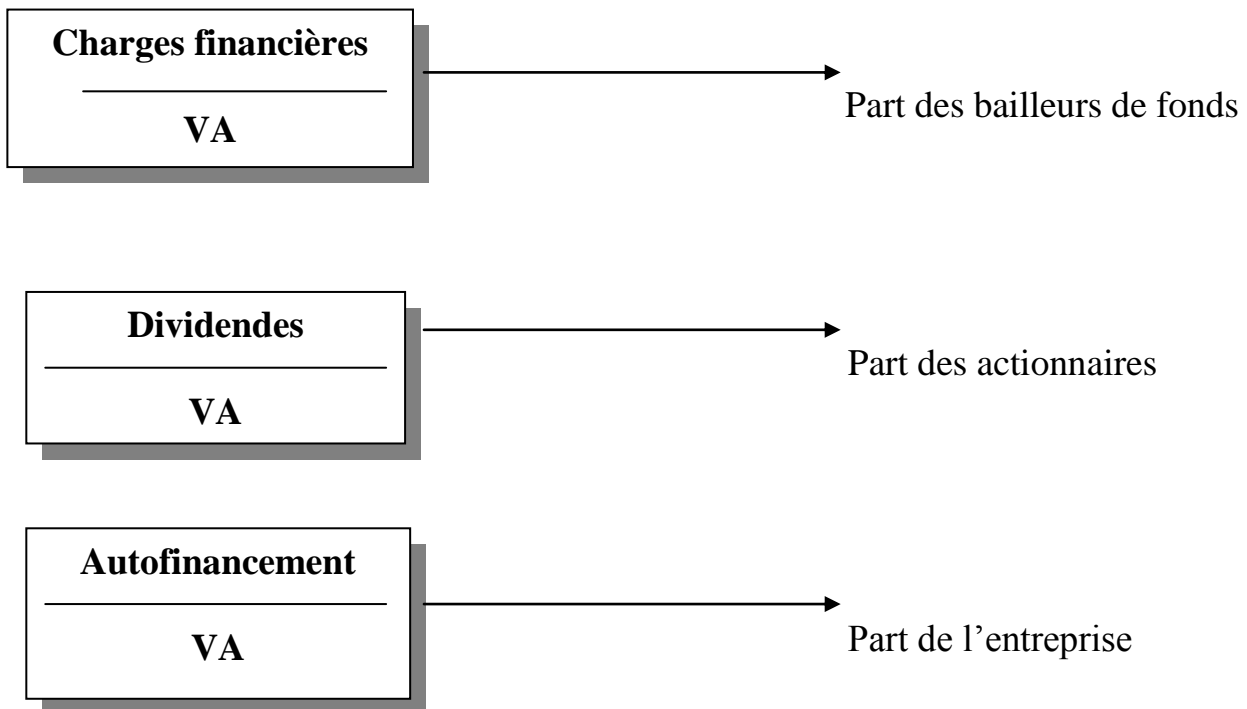 Charges financières
VA
Part des bailleurs de fonds
Dividendes
VA
Part des actionnaires
Autofinancement
VA
Part de l’entreprise